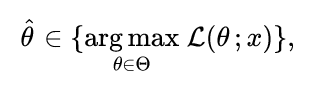 θ̂ ∈ {arg max ℒ(θ ; x)},
θ∈Θ